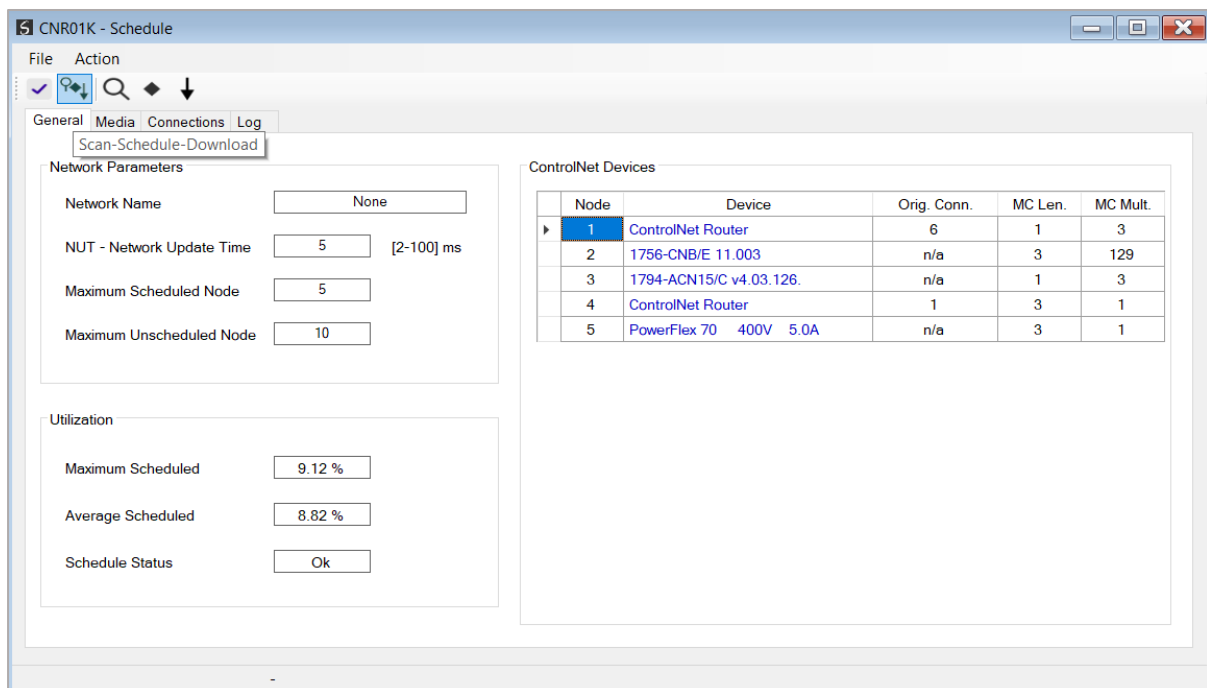 CNR01K - Schedule
File Action
General Media Connections Log
Scan-Schedule-Download
Network Parameters
Network Name None
NUT - Network Update Time 5 [2-100] ms
Maximum Scheduled Node 5
Maximum Unscheduled Node 10
Utilization
Maximum Scheduled 9.12 %
Average Scheduled 8.82 %
Schedule Status Ok
ControlNet Devices
Node Device Orig. Conn. MC Len. MC Mult.
1 ControlNet Router 6 1 3
2 1756-CNB/E 11.003 n/a 3 129
3 1794-ACN15/C v4.03.126. n/a 1 3
4 ControlNet Router 1 3 1
5 PowerFlex 70 400V 5.0A n/a 3 1
-